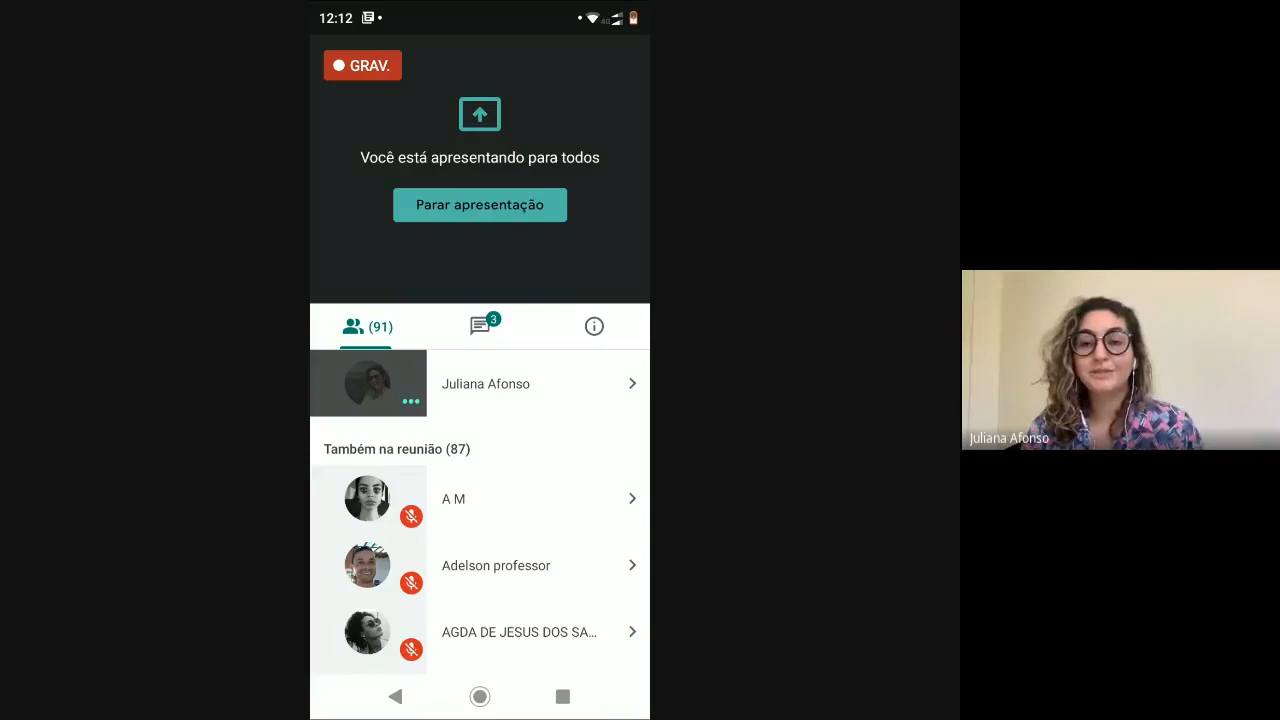 12:12
4G
GRAV.
Você está apresentando para todos
Parar apresentação
(91)
3
Juliana Afonso
Também na reunião (87)
A M
Adelson professor
AGDA DE JESUS DOS SA...
Juliana Afonso